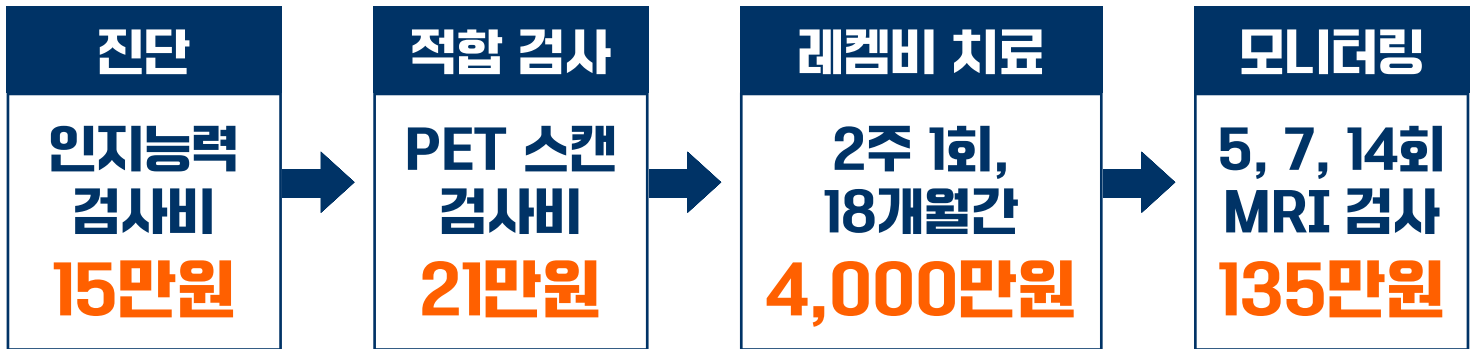 진단
인지능력
검사비
15만원
적합 검사
PET 스캔
검사비
21만원
레켐비 치료
2주 1회,
18개월간
4,000만원
모니터링
5, 7, 14회
MRI 검사
135만원